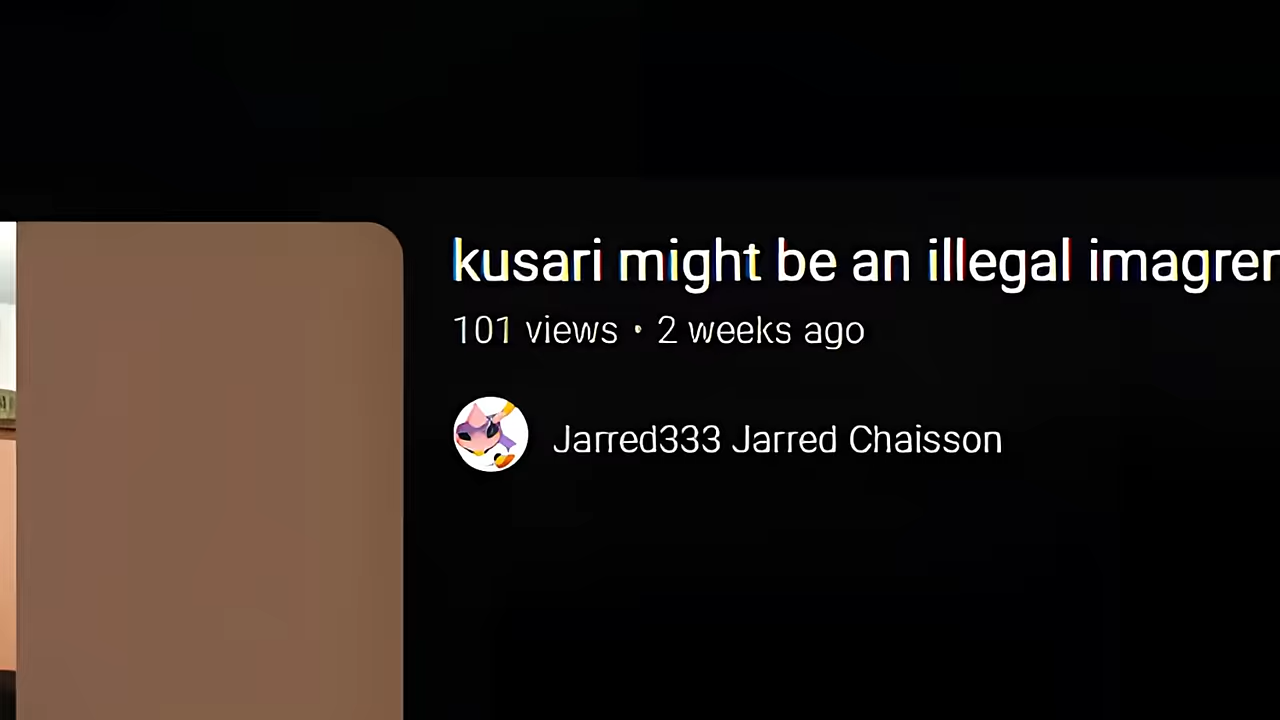 kusari might be an illegal imagrer
101 views • 2 weeks ago
Jarred333 Jarred Chaisson